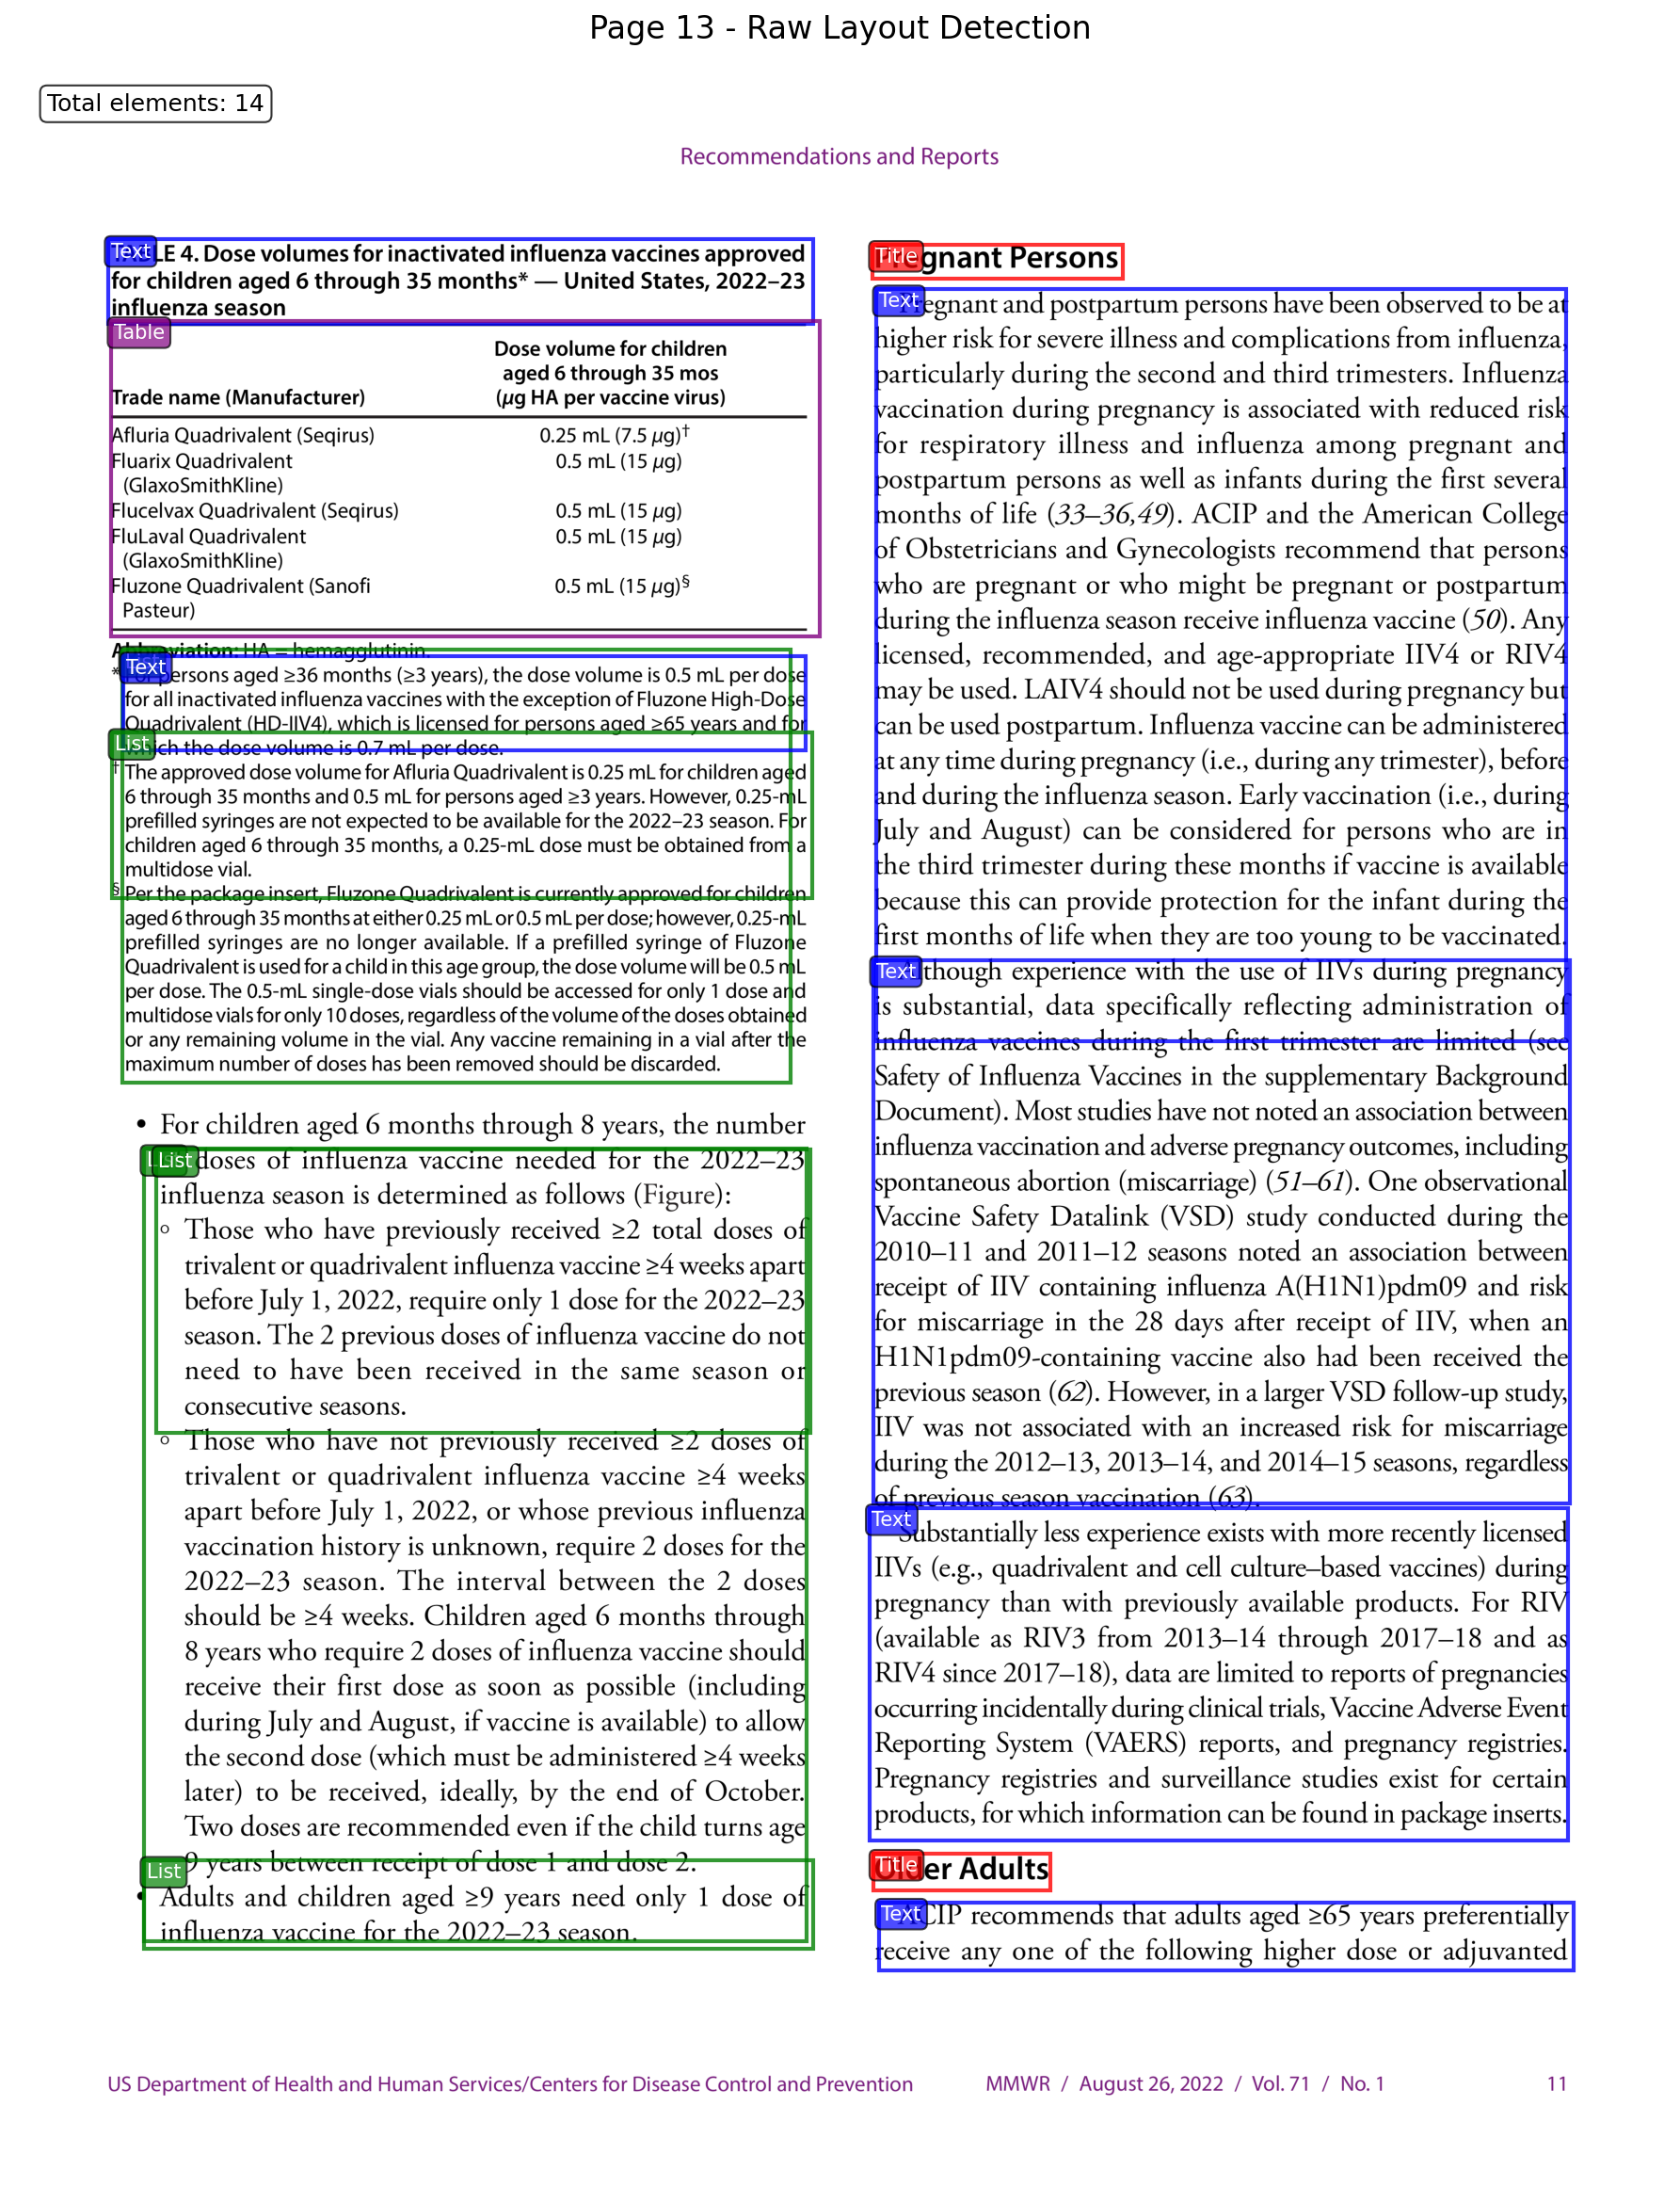 Page 13 - Raw Layout Detection
Total elements: 14
Recommendations and Reports
Text
LE 4. Dose volumes for inactivated influenza vaccines approved
for children aged 6 through 35 months* — United States, 2022–23
influenza season
Table
Dose volume for children
aged 6 through 35 mos
Trade name (Manufacturer) (µg HA per vaccine virus)
Afluria Quadrivalent (Seqirus) 0.25 mL (7.5 µg)†
Fluarix Quadrivalent 0.5 mL (15 µg)
(GlaxoSmithKline)
Flucelvax Quadrivalent (Seqirus) 0.5 mL (15 µg)
FluLaval Quadrivalent 0.5 mL (15 µg)
(GlaxoSmithKline)
Fluzone Quadrivalent (Sanofi 0.5 mL (15 µg)§
Pasteur)
Abbreviation: HA = hemagglutinin.
Text
* For persons aged ≥36 months (≥3 years), the dose volume is 0.5 mL per dose
for all inactivated influenza vaccines with the exception of Fluzone High-Dose
Quadrivalent (HD-IIV4), which is licensed for persons aged ≥65 years and for
List
which the dose volume is 0.7 mL per dose.
† The approved dose volume for Afluria Quadrivalent is 0.25 mL for children aged
6 through 35 months and 0.5 mL for persons aged ≥3 years. However, 0.25-mL
prefilled syringes are not expected to be available for the 2022–23 season. For
children aged 6 through 35 months, a 0.25-mL dose must be obtained from a
multidose vial.
§ Per the package insert, Fluzone Quadrivalent is currently approved for children
aged 6 through 35 months at either 0.25 mL or 0.5 mL per dose; however, 0.25-mL
prefilled syringes are no longer available. If a prefilled syringe of Fluzone
Quadrivalent is used for a child in this age group, the dose volume will be 0.5 mL
per dose. The 0.5-mL single-dose vials should be accessed for only 1 dose and
multidose vials for only 10 doses, regardless of the volume of the doses obtained
or any remaining volume in the vial. Any vaccine remaining in a vial after the
maximum number of doses has been removed should be discarded.
• For children aged 6 months through 8 years, the number
List
doses of influenza vaccine needed for the 2022–23
influenza season is determined as follows (Figure):
◦ Those who have previously received ≥2 total doses of
trivalent or quadrivalent influenza vaccine ≥4 weeks apart
before July 1, 2022, require only 1 dose for the 2022–23
season. The 2 previous doses of influenza vaccine do not
need to have been received in the same season or
consecutive seasons.
◦ Those who have not previously received ≥2 doses of
trivalent or quadrivalent influenza vaccine ≥4 weeks
apart before July 1, 2022, or whose previous influenza
vaccination history is unknown, require 2 doses for the
2022–23 season. The interval between the 2 doses
should be ≥4 weeks. Children aged 6 months through
8 years who require 2 doses of influenza vaccine should
receive their first dose as soon as possible (including
during July and August, if vaccine is available) to allow
the second dose (which must be administered ≥4 weeks
later) to be received, ideally, by the end of October.
Two doses are recommended even if the child turns age
9 years between receipt of dose 1 and dose 2.
List
• Adults and children aged ≥9 years need only 1 dose of
influenza vaccine for the 2022–23 season.
Title
Pregnant Persons
Text
Pregnant and postpartum persons have been observed to be at
higher risk for severe illness and complications from influenza,
particularly during the second and third trimesters. Influenza
vaccination during pregnancy is associated with reduced risk
for respiratory illness and influenza among pregnant and
postpartum persons as well as infants during the first several
months of life (33–36,49). ACIP and the American College
of Obstetricians and Gynecologists recommend that persons
who are pregnant or who might be pregnant or postpartum
during the influenza season receive influenza vaccine (50). Any
licensed, recommended, and age-appropriate IIV4 or RIV4
may be used. LAIV4 should not be used during pregnancy but
can be used postpartum. Influenza vaccine can be administered
at any time during pregnancy (i.e., during any trimester), before
and during the influenza season. Early vaccination (i.e., during
July and August) can be considered for persons who are in
the third trimester during these months if vaccine is available
because this can provide protection for the infant during the
first months of life when they are too young to be vaccinated.
Text
Although experience with the use of IIVs during pregnancy
is substantial, data specifically reflecting administration of
influenza vaccines during the first trimester are limited (see
Safety of Influenza Vaccines in the supplementary Background
Document). Most studies have not noted an association between
influenza vaccination and adverse pregnancy outcomes, including
spontaneous abortion (miscarriage) (51–61). One observational
Vaccine Safety Datalink (VSD) study conducted during the
2010–11 and 2011–12 seasons noted an association between
receipt of IIV containing influenza A(H1N1)pdm09 and risk
for miscarriage in the 28 days after receipt of IIV, when an
H1N1pdm09-containing vaccine also had been received the
previous season (62). However, in a larger VSD follow-up study,
IIV was not associated with an increased risk for miscarriage
during the 2012–13, 2013–14, and 2014–15 seasons, regardless
of previous season vaccination (63).
Text
Substantially less experience exists with more recently licensed
IIVs (e.g., quadrivalent and cell culture–based vaccines) during
pregnancy than with previously available products. For RIV
(available as RIV3 from 2013–14 through 2017–18 and as
RIV4 since 2017–18), data are limited to reports of pregnancies
occurring incidentally during clinical trials, Vaccine Adverse Event
Reporting System (VAERS) reports, and pregnancy registries.
Pregnancy registries and surveillance studies exist for certain
products, for which information can be found in package inserts.
Title
Older Adults
Text
ACIP recommends that adults aged ≥65 years preferentially
receive any one of the following higher dose or adjuvanted
US Department of Health and Human Services/Centers for Disease Control and Prevention MMWR / August 26, 2022 / Vol. 71 / No. 1 11